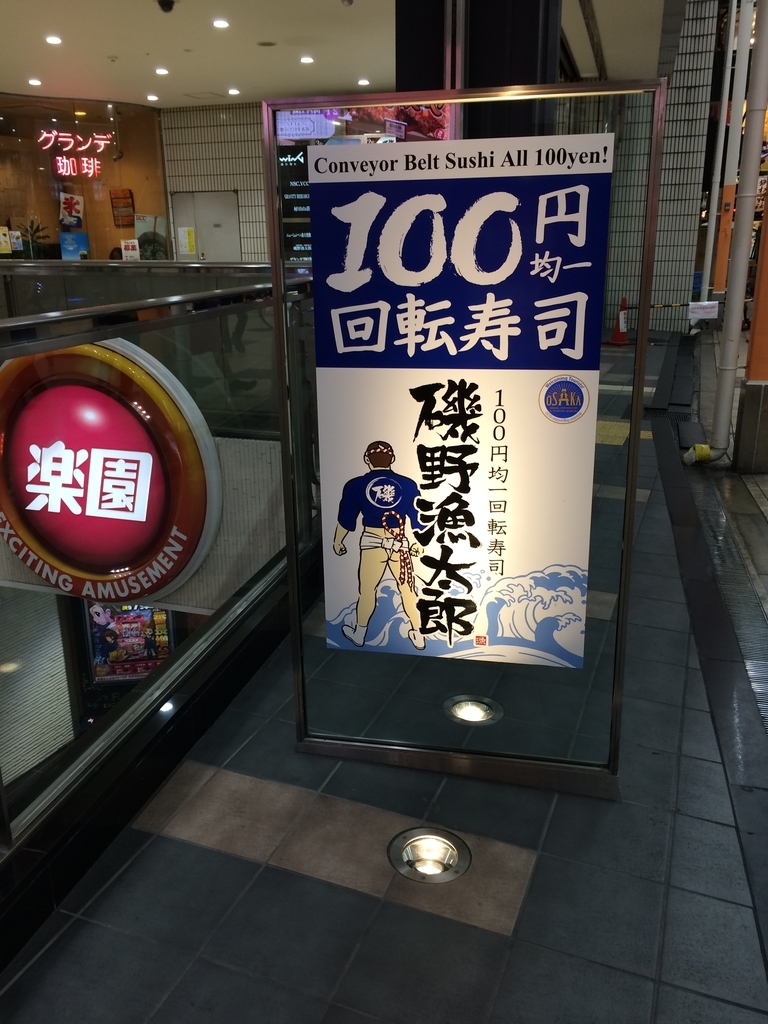 グランデ
珈琲
氷
Conveyor Belt Sushi All 100yen!
100円
均一
回転寿司
OSAKA
100円均一回転寿司
磯野漁太郎
磯
楽園
EXCITING AMUSEMENT